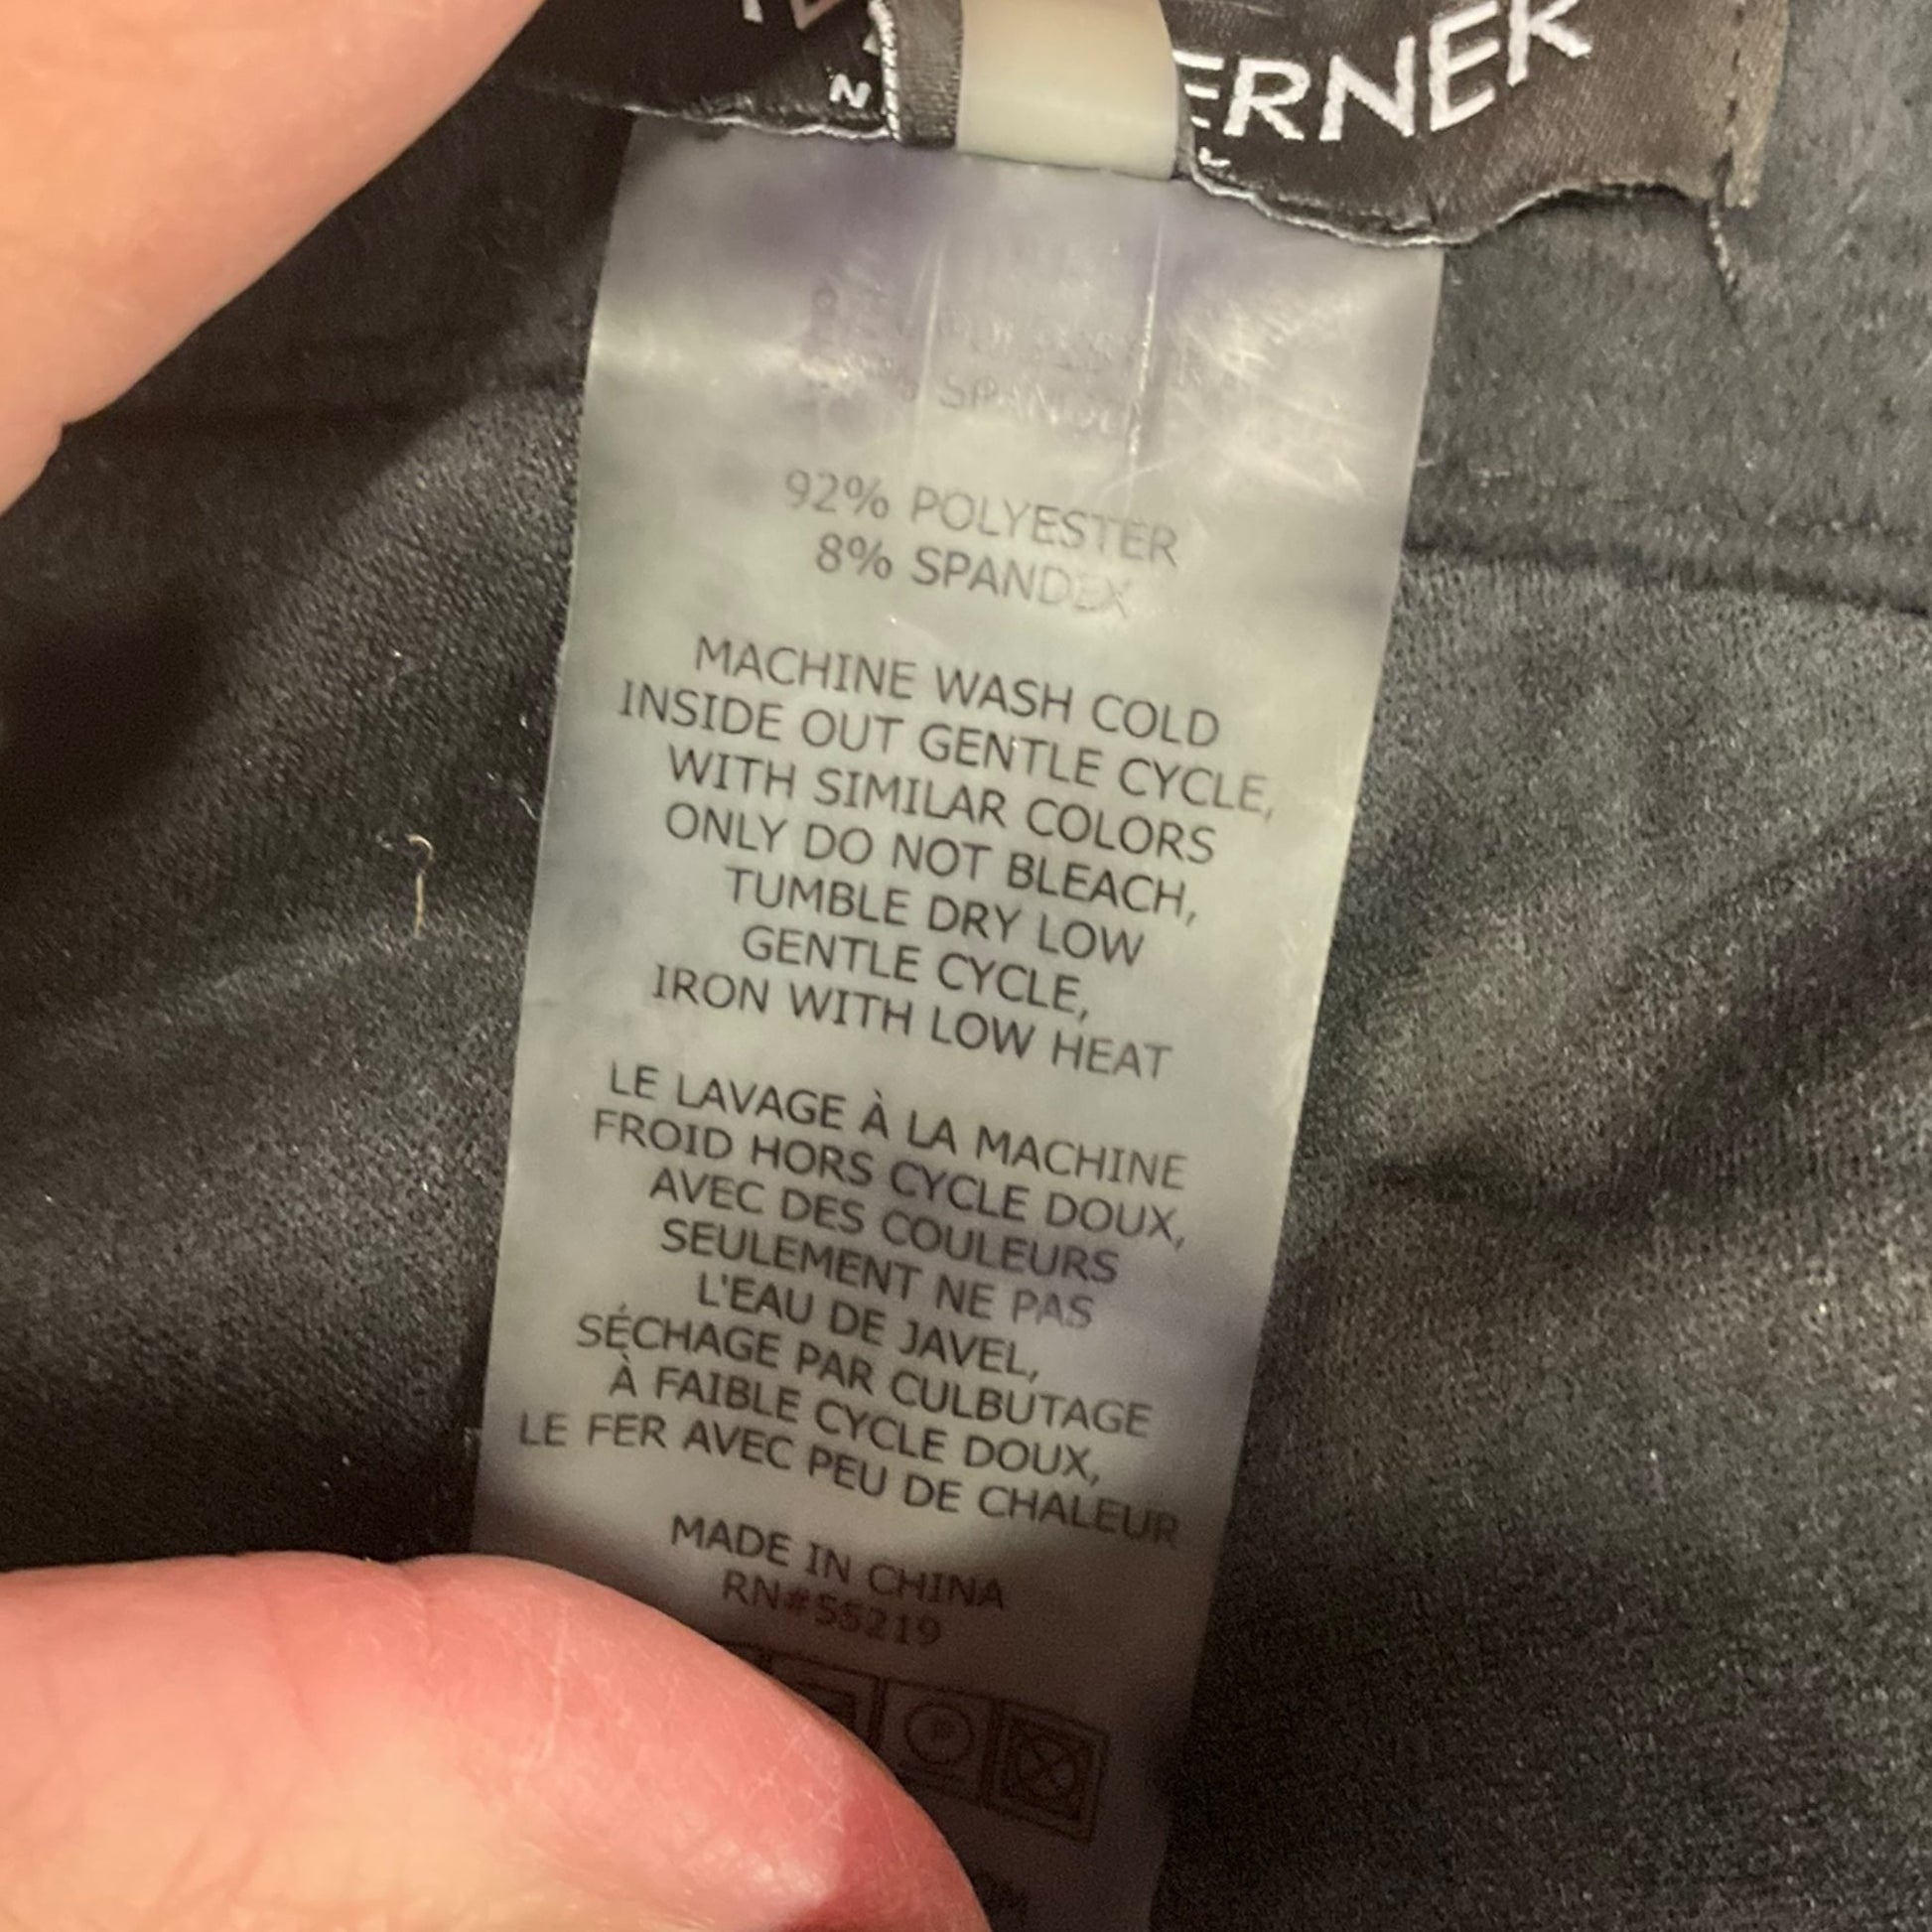 ERNER
N
92% POLYESTER
8% SPANDEX
MACHINE WASH COLD
INSIDE OUT GENTLE CYCLE,
WITH SIMILAR COLORS
ONLY DO NOT BLEACH,
TUMBLE DRY LOW
GENTLE CYCLE,
IRON WITH LOW HEAT
LE LAVAGE À LA MACHINE
FROID HORS CYCLE DOUX,
AVEC DES COULEURS
SEULEMENT NE PAS
L'EAU DE JAVEL,
SÉCHAGE PAR CULBUTAGE
À FAIBLE CYCLE DOUX,
LE FER AVEC PEU DE CHALEUR
MADE IN CHINA
RN#55219